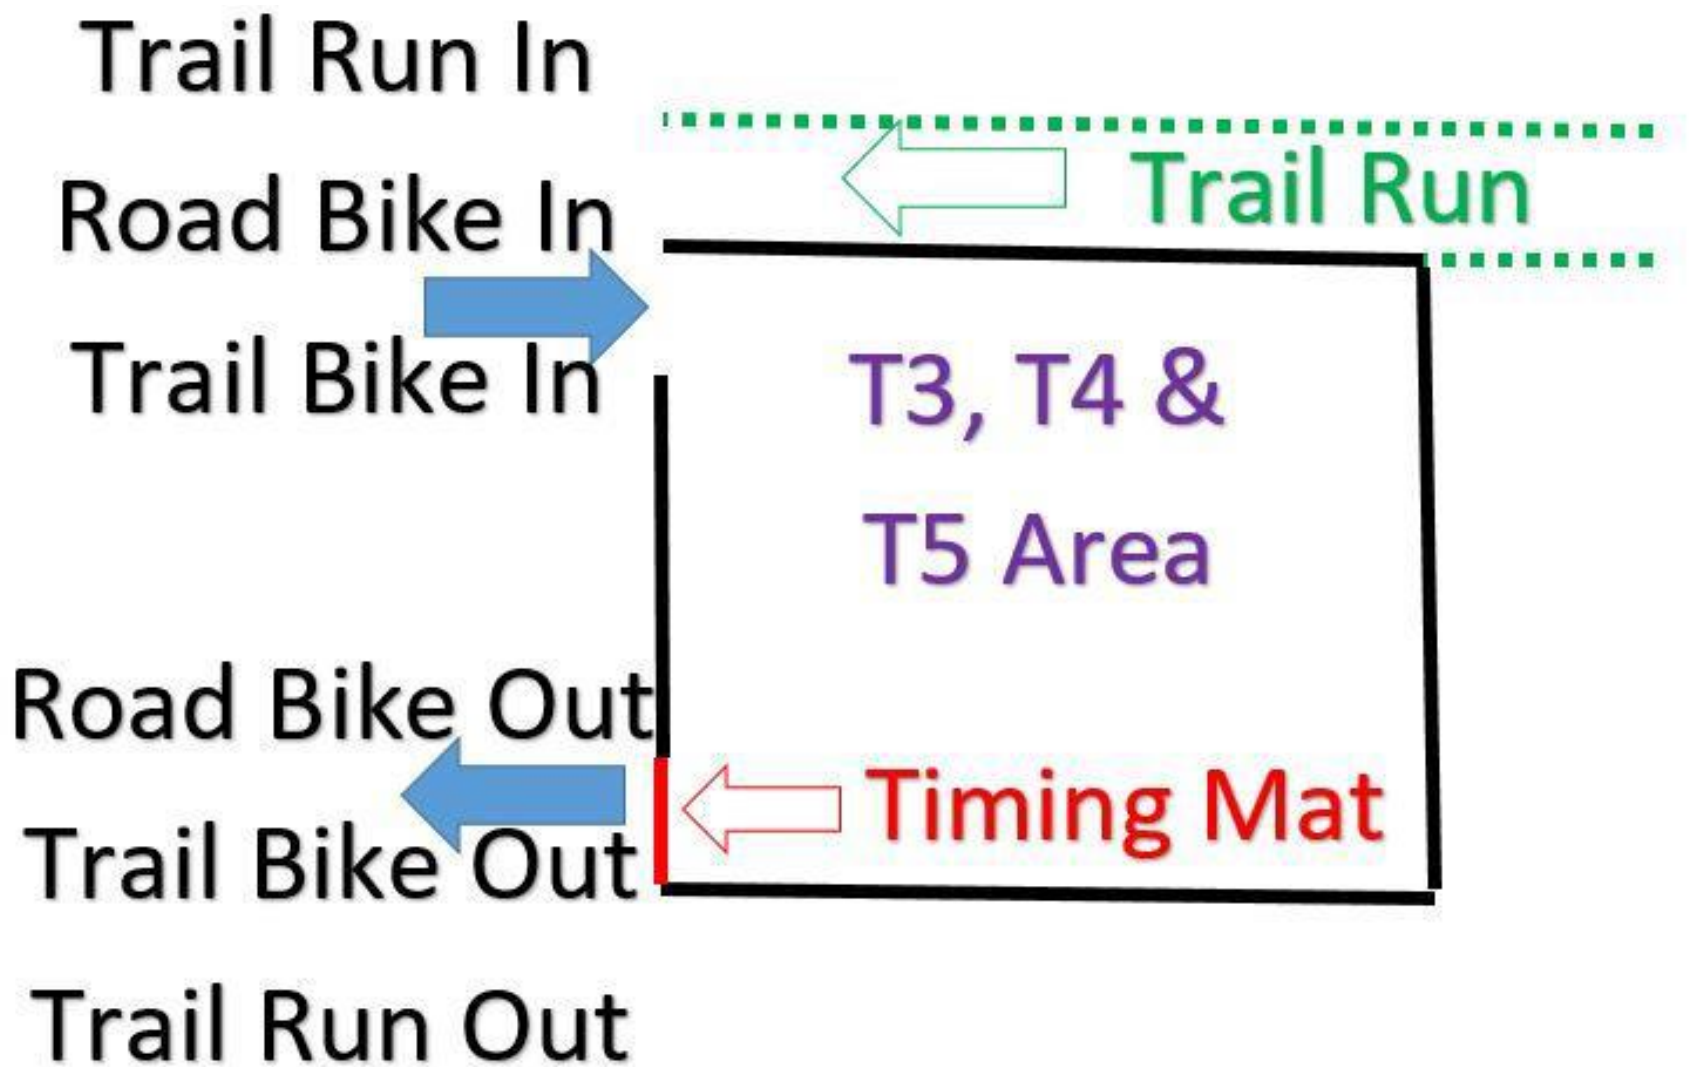 Trail Run In
Trail Run
Road Bike In
Trail Bike In
T3, T4 &
T5 Area
Road Bike Out
Timing Mat
Trail Bike Out
Trail Run Out